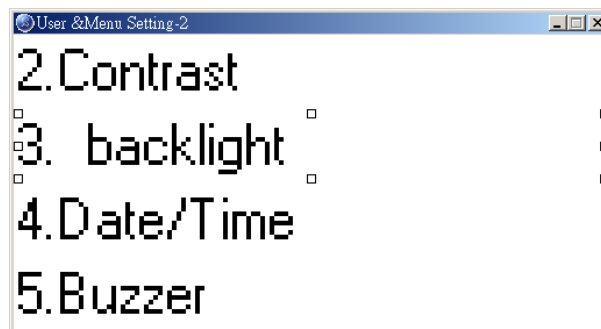 User &Menu Setting-2
2.Contrast
3. backlight
4.Date/Time
5.Buzzer